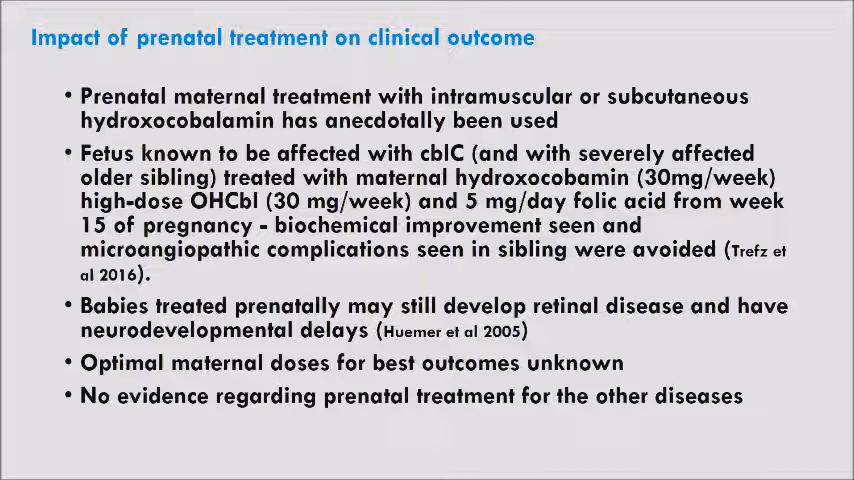 Impact of prenatal treatment on clinical outcome
• Prenatal maternal treatment with intramuscular or subcutaneous
hydroxocobalamin has anecdotally been used
• Fetus known to be affected with cblC (and with severely affected
older sibling) treated with maternal hydroxocobamin (30mg/week)
high-dose OHCbl (30 mg/week) and 5 mg/day folic acid from week
15 of pregnancy - biochemical improvement seen and
microangiopathic complications seen in sibling were avoided (Trefz et
al 2016).
• Babies treated prenatally may still develop retinal disease and have
neurodevelopmental delays (Huemer et al 2005)
• Optimal maternal doses for best outcomes unknown
• No evidence regarding prenatal treatment for the other diseases